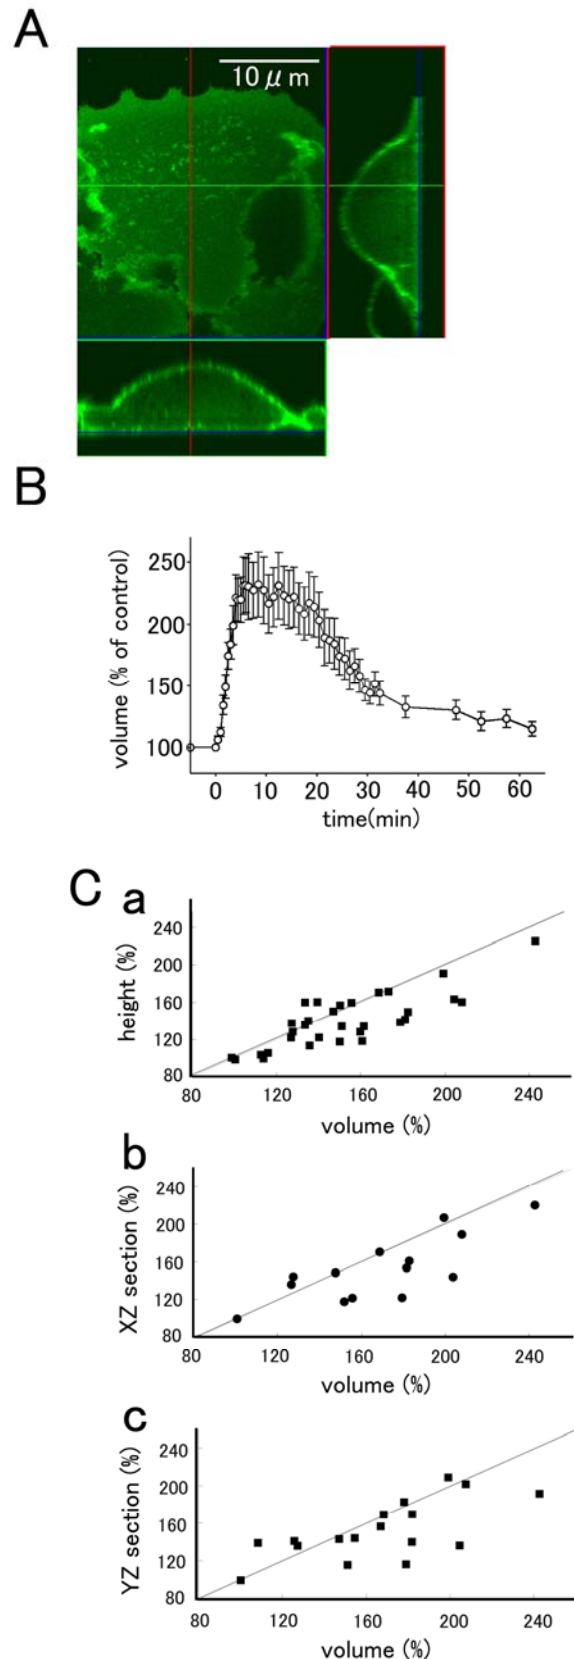 A
10 μm
B
volume (% of control)
250
200
150
100
0 10 20 30 40 50 60
time(min)
C
a
height (%)
240
200
160
120
80
80 120 160 200 240
volume (%)
b
XZ section (%)
240
200
160
120
80
80 120 160 200 240
volume (%)
c
YZ section (%)
240
200
160
120
80
80 120 160 200 240
volume (%)